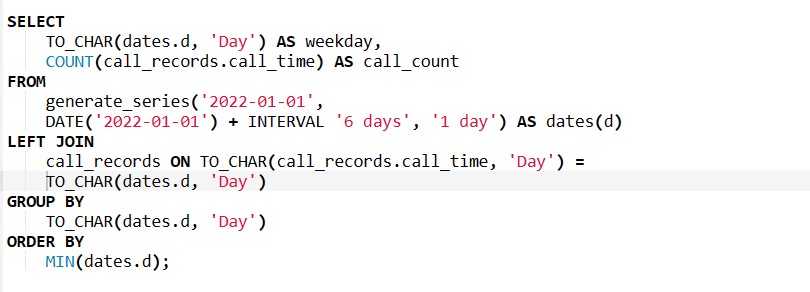 SELECT
TO_CHAR(dates.d, 'Day') AS weekday,
COUNT(call_records.call_time) AS call_count
FROM
generate_series('2022-01-01',
DATE('2022-01-01') + INTERVAL '6 days', '1 day') AS dates(d)
LEFT JOIN
call_records ON TO_CHAR(call_records.call_time, 'Day') =
TO_CHAR(dates.d, 'Day')
GROUP BY
TO_CHAR(dates.d, 'Day')
ORDER BY
MIN(dates.d);